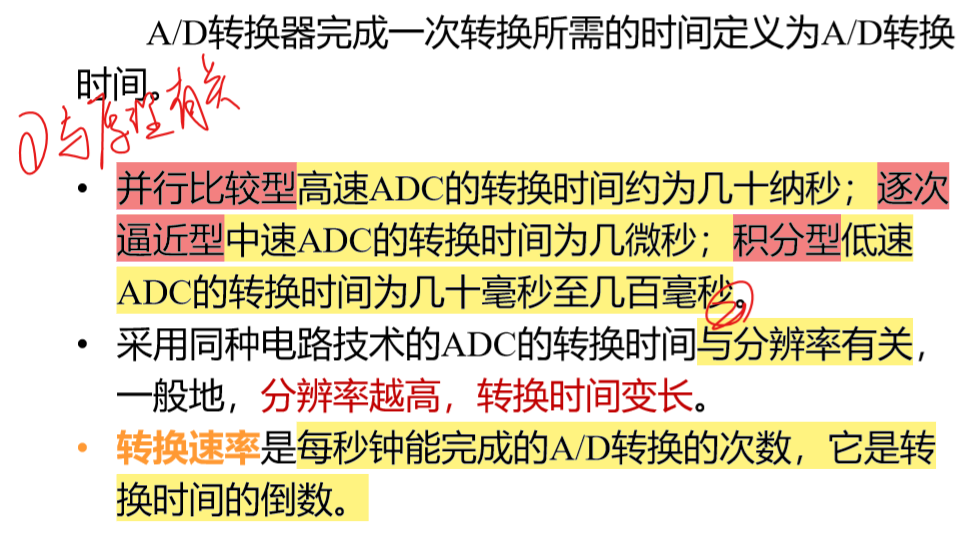 A/D转换器完成一次转换所需的时间定义为A/D转换
时间。
①与原理有关
• 并行比较型高速ADC的转换时间约为几十纳秒；逐次
逼近型中速ADC的转换时间为几微秒；积分型低速
ADC的转换时间为几十毫秒至几百毫秒。
• 采用同种电路技术的ADC的转换时间与分辨率有关，
一般地，分辨率越高，转换时间变长。
• 转换速率是每秒钟能完成的A/D转换的次数，它是转
换时间的倒数。